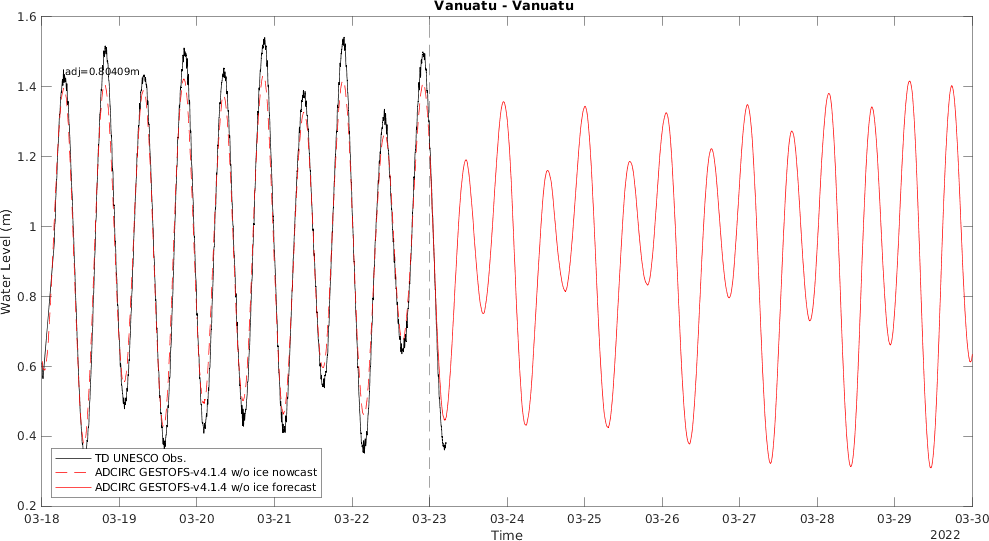 Vanuatu - Vanuatu
1.6
1.4
1.2
1
0.8
0.6
0.4
0.2
Water Level (m)
adj=0.80409m
TD UNESCO Obs.
ADCIRC GESTOFS-v4.1.4 w/o ice nowcast
ADCIRC GESTOFS-v4.1.4 w/o ice forecast
03-18 03-19 03-20 03-21 03-22 03-23 03-24 03-25 03-26 03-27 03-28 03-29 03-30
Time
2022